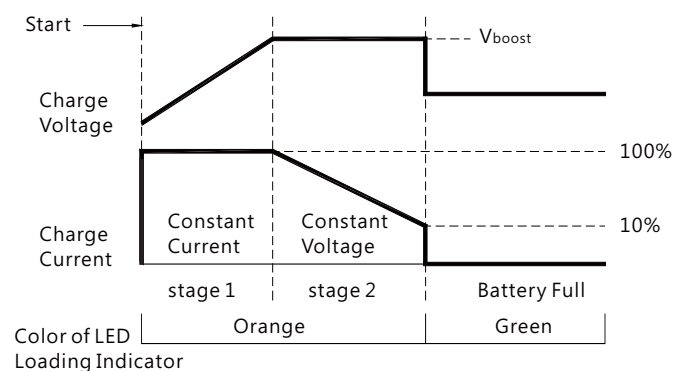 Start
Vboost
Charge
Voltage
100%
Constant
Current
Constant
Voltage
10%
Charge
Current
stage 1
stage 2
Battery Full
Orange
Green
Color of LED
Loading Indicator